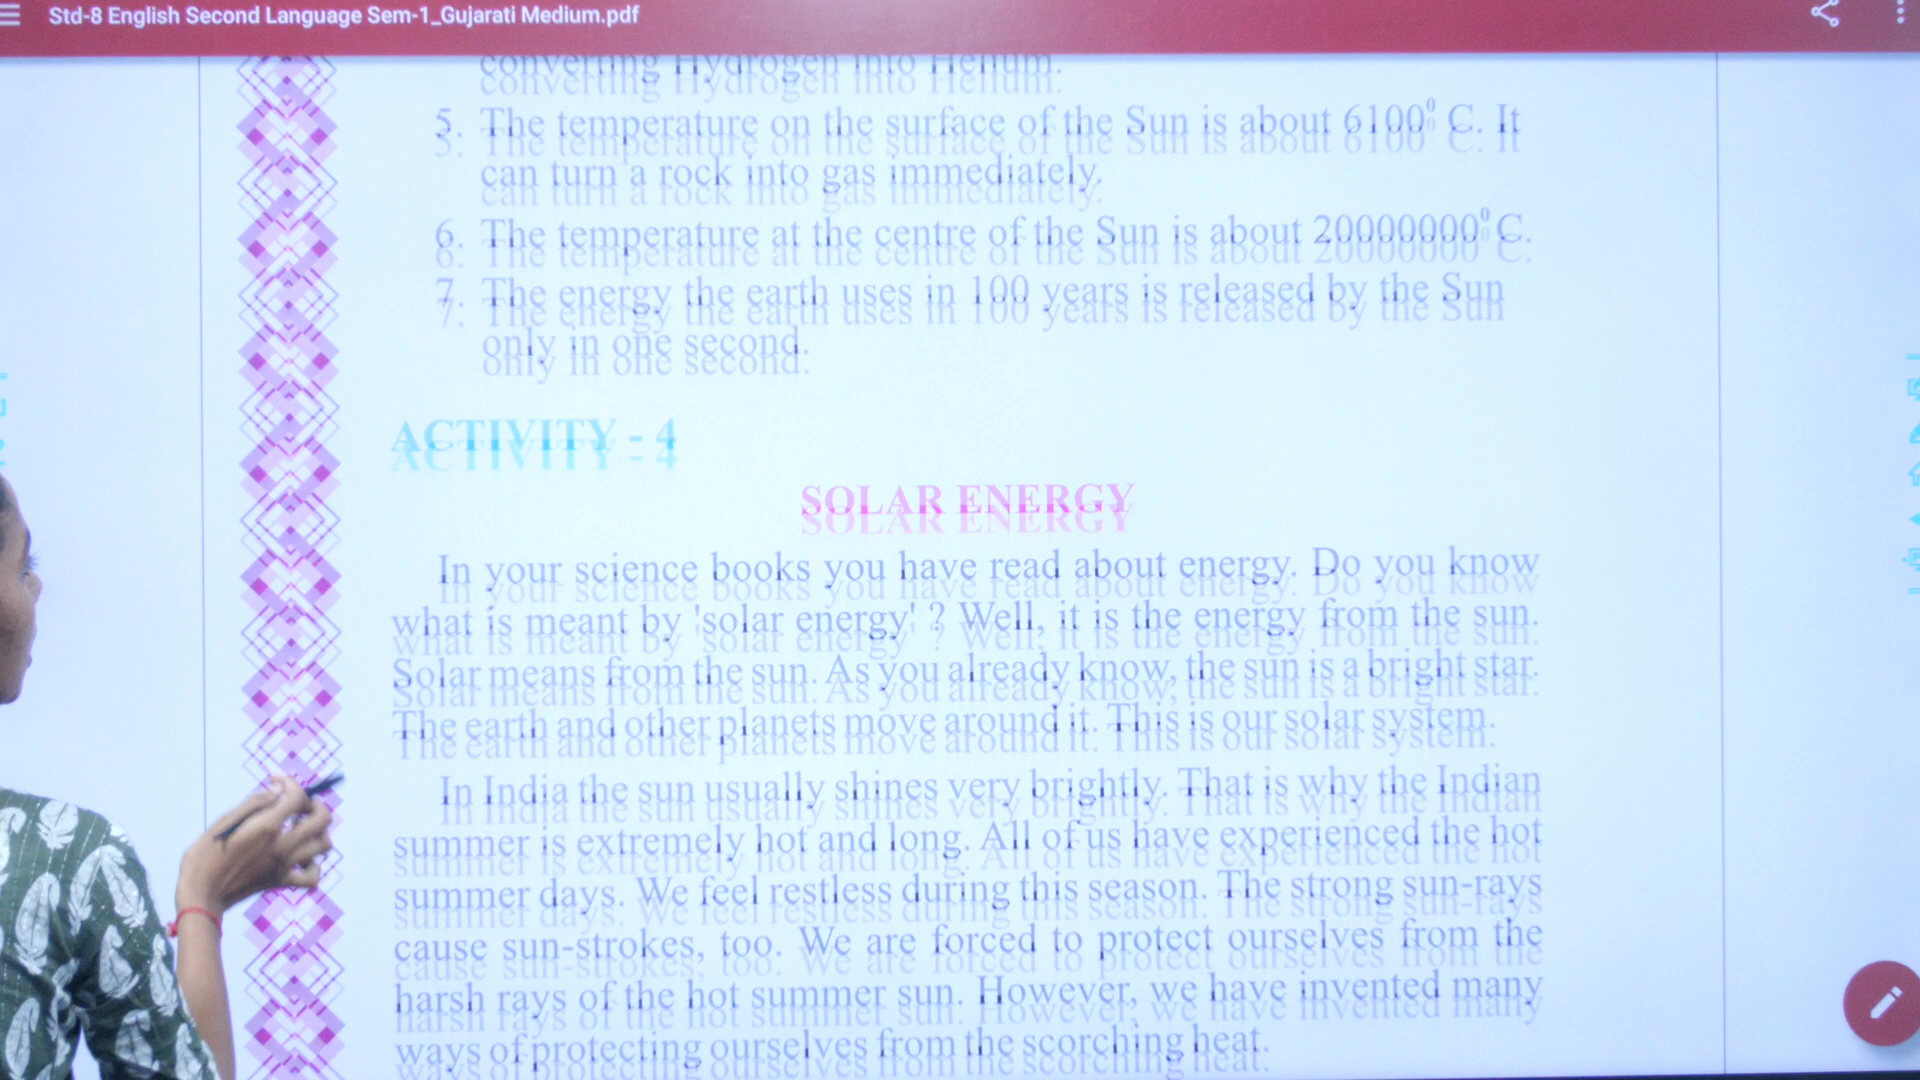 Std-8 English Second Language Sem-1_Gujarati Medium.pdf
converting Hydrogen into Helium.
5. The temperature on the surface of the Sun is about 6100⁰ C. It
can turn a rock into gas immediately.
6. The temperature at the centre of the Sun is about 20000000⁰ C.
7. The energy the earth uses in 100 years is released by the Sun
only in one second.
ACTIVITY - 4
SOLAR ENERGY
In your science books you have read about energy. Do you know
what is meant by 'solar energy' ? Well, it is the energy from the sun.
Solar means from the sun. As you already know, the sun is a bright star.
The earth and other planets move around it. This is our solar system.
In India the sun usually shines very brightly. That is why the Indian
summer is extremely hot and long. All of us have experienced the hot
summer days. We feel restless during this season. The strong sun-rays
cause sun-strokes, too. We are forced to protect ourselves from the
harsh rays of the hot summer sun. However, we have invented many
ways of protecting ourselves from the scorching heat.